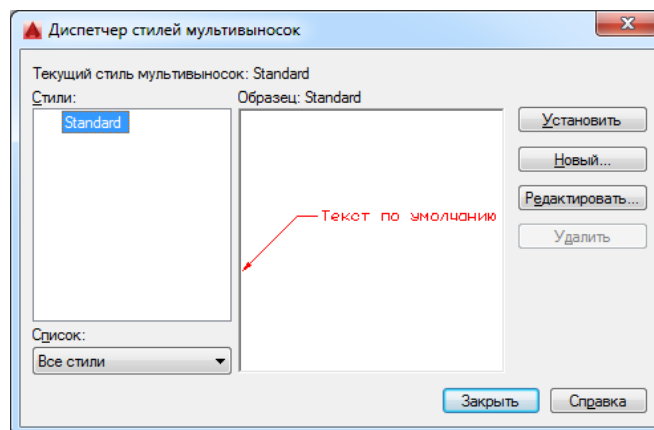 Диспетчер стилей мультивыносок
Текущий стиль мультивыносок: Standard
Стили:
Standard
Образец: Standard
Текст по умолчанию
Установить
Новый...
Редактировать...
Удалить
Список:
Все стили
Закрыть
Справка